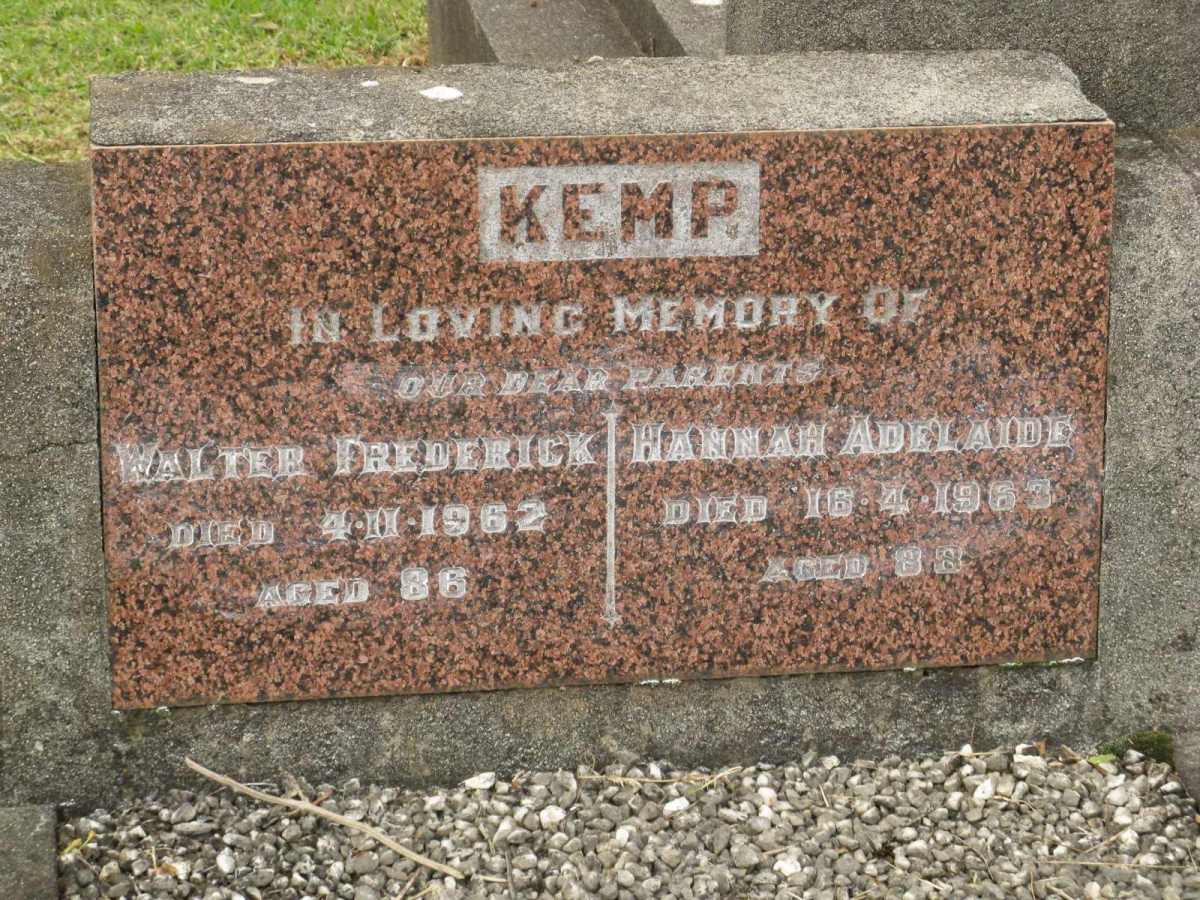 KEMP.
IN LOVING MEMORY OF
OUR DEAR PARENTS
WALTER FREDERICK
DIED 4·11·1962
AGED 86
HANNAH ADELAIDE
DIED 16·4·1963
AGED 88